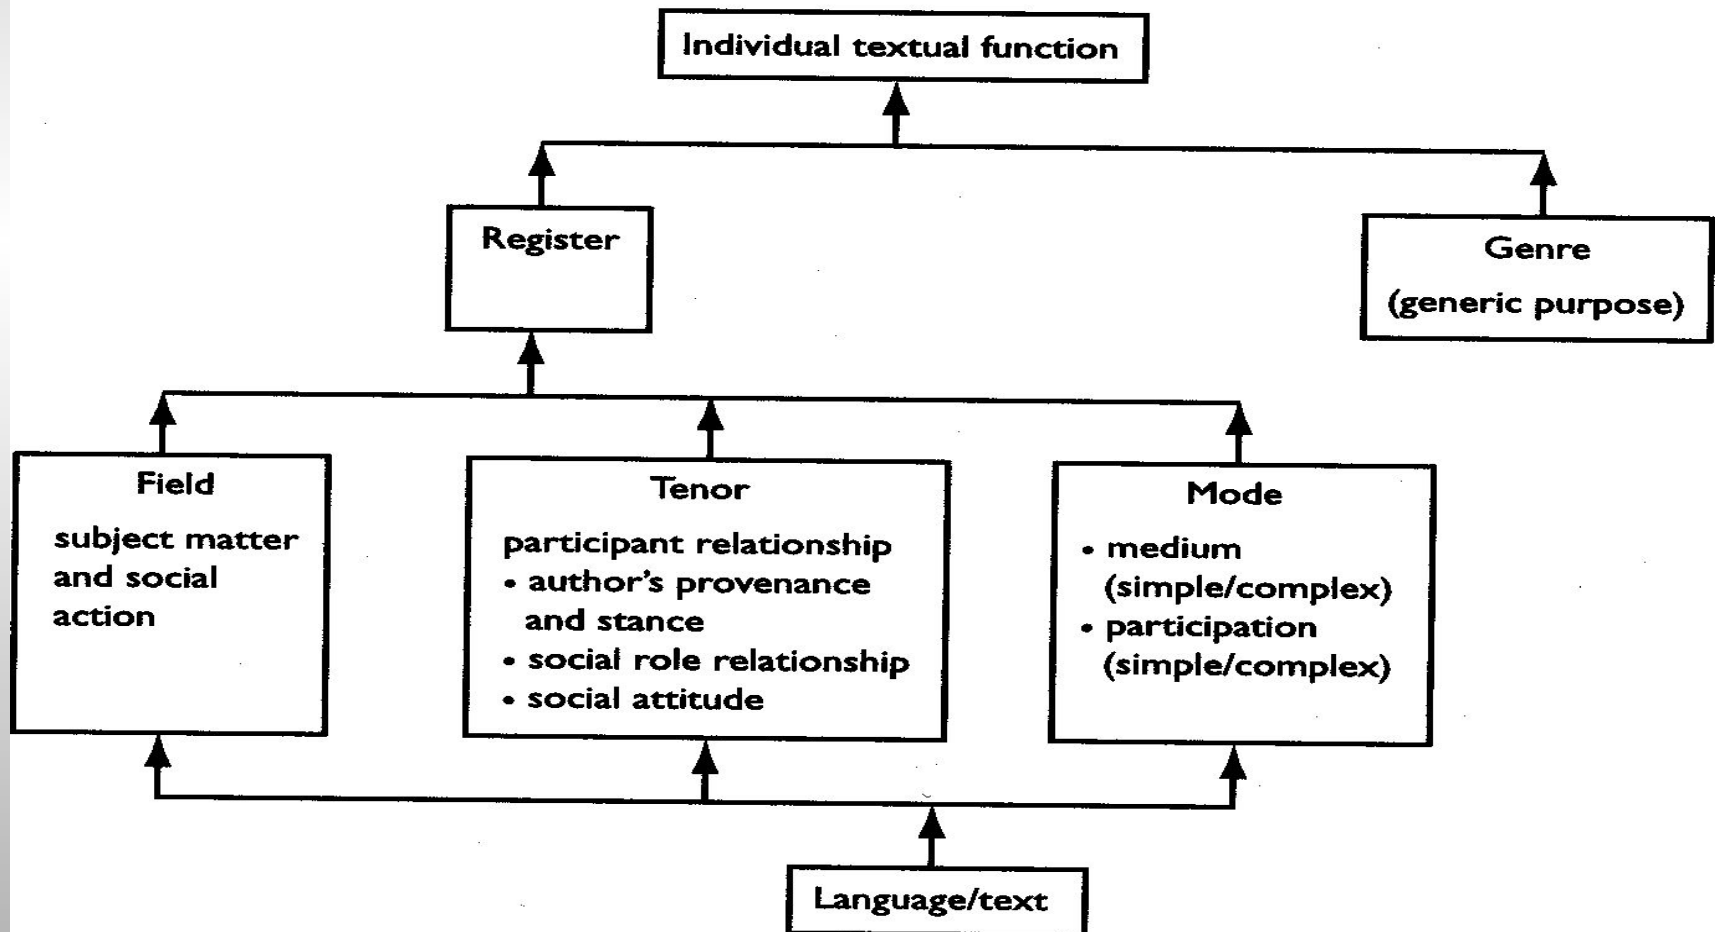 Individual textual function
Register
Genre
(generic purpose)
Field
subject matter
and social
action
Tenor
participant relationship
• author's provenance
and stance
• social role relationship
• social attitude
Mode
• medium
(simple/complex)
• participation
(simple/complex)
Language/text